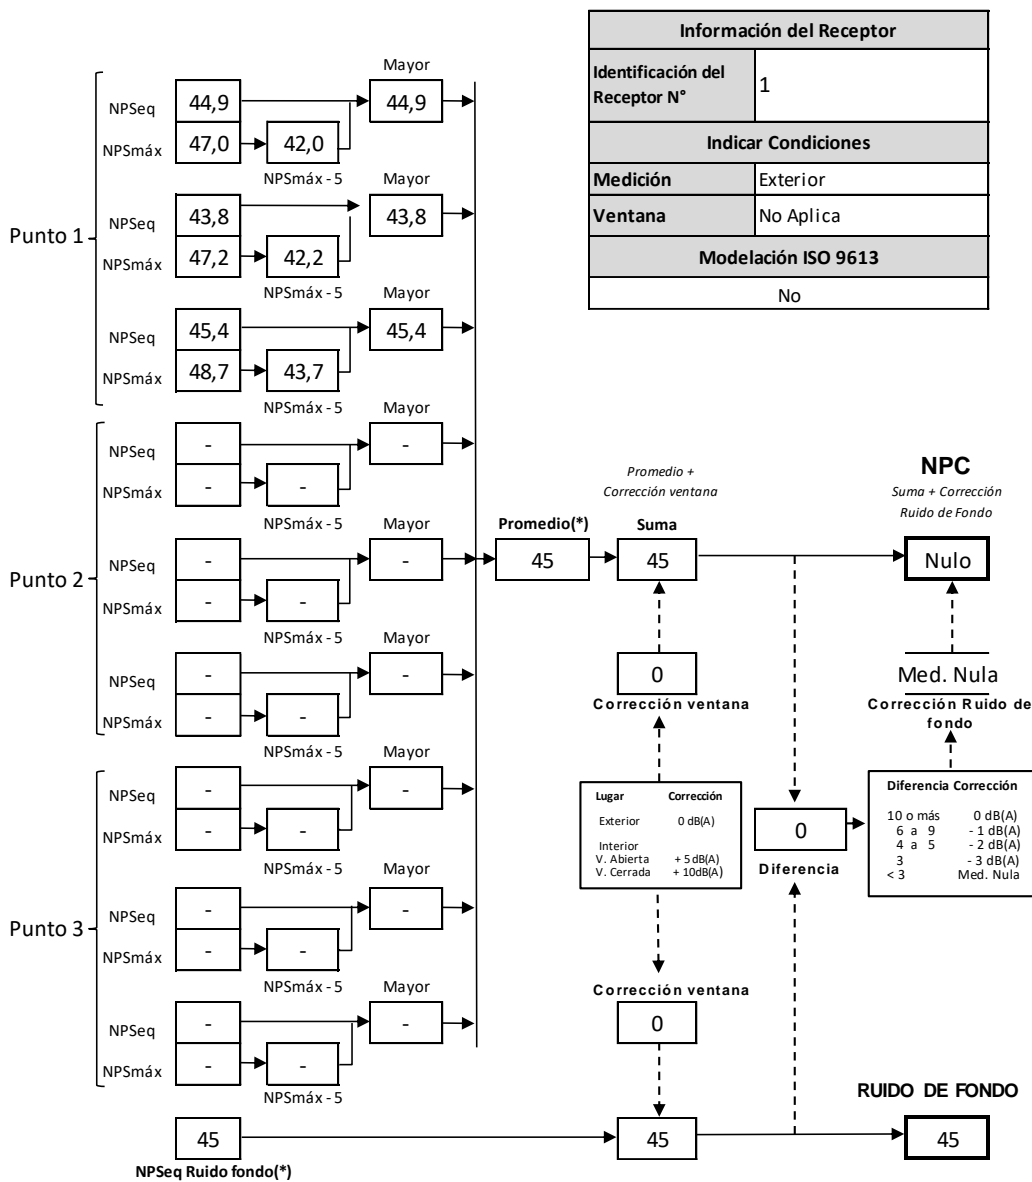 Información del Receptor
Identificación del Receptor N°
1
Indicar Condiciones
Medición
Exterior
Ventana
No Aplica
Modelación ISO 9613
No
Punto 1
Mayor
NPSeq
44,9
44,9
NPSmáx
47,0
42,0
NPSmáx - 5
Mayor
NPSeq
43,8
43,8
NPSmáx
47,2
42,2
NPSmáx - 5
Mayor
NPSeq
45,4
45,4
NPSmáx
48,7
43,7
NPSmáx - 5
Punto 2
Mayor
NPSeq
-
-
NPSmáx
-
-
NPSmáx - 5
Mayor
NPSeq
-
-
NPSmáx
-
-
NPSmáx - 5
Mayor
NPSeq
-
-
NPSmáx
-
-
NPSmáx - 5
Punto 3
Mayor
NPSeq
-
-
NPSmáx
-
-
NPSmáx - 5
Mayor
NPSeq
-
-
NPSmáx
-
-
NPSmáx - 5
Mayor
NPSeq
-
-
NPSmáx
-
-
NPSmáx - 5
Promedio(*)
45
Promedio +
Corrección ventana
Suma
45
NPC
Suma + Corrección
Ruido de Fondo
Nulo
0
Corrección ventana
Med. Nula
Corrección Ruido de
fondo
Lugar Corrección
Exterior 0 dB(A)
Interior
V. Abierta + 5 dB(A)
V. Cerrada + 10dB(A)
0
Diferencia
Diferencia Corrección
10 o más 0 dB(A)
6 a 9 - 1 dB(A)
4 a 5 - 2 dB(A)
3 - 3 dB(A)
< 3 Med. Nula
Corrección ventana
0
RUIDO DE FONDO
45
45
45
NPSeq Ruido fondo(*)